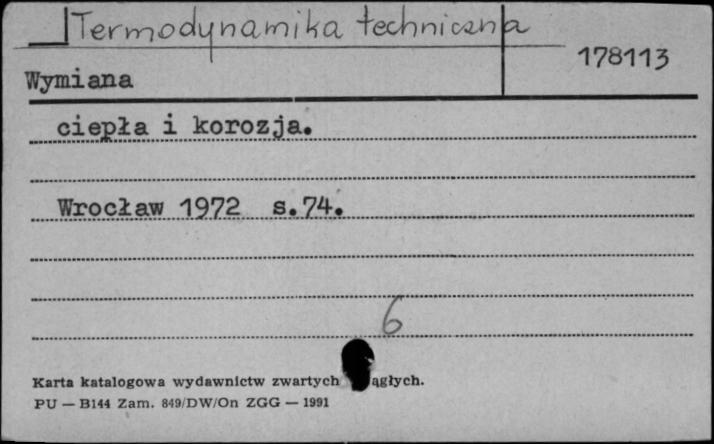 Termodynamika techniczna
178113
Wymiana
ciepła i korozja.
Wrocław 1972 s.74.
6
Karta katalogowa wydawnictw zwartych ągłych.
PU — B144 Zam. 849/DW/On ZGG — 1991